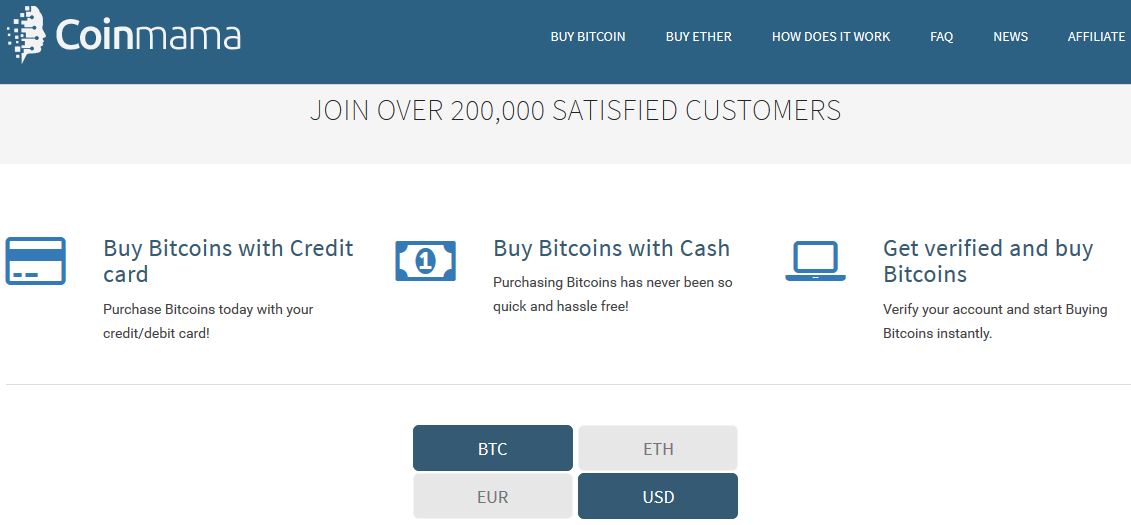 Coinmama
BUY BITCOIN
BUY ETHER
HOW DOES IT WORK
FAQ
NEWS
AFFILIATE
JOIN OVER 200,000 SATISFIED CUSTOMERS
Buy Bitcoins with Credit
card
Purchase Bitcoins today with your
credit/debit card!
1
Buy Bitcoins with Cash
Purchasing Bitcoins has never been so
quick and hassle free!
Get verified and buy
Bitcoins
Verify your account and start Buying
Bitcoins instantly.
BTC
ETH
EUR
USD